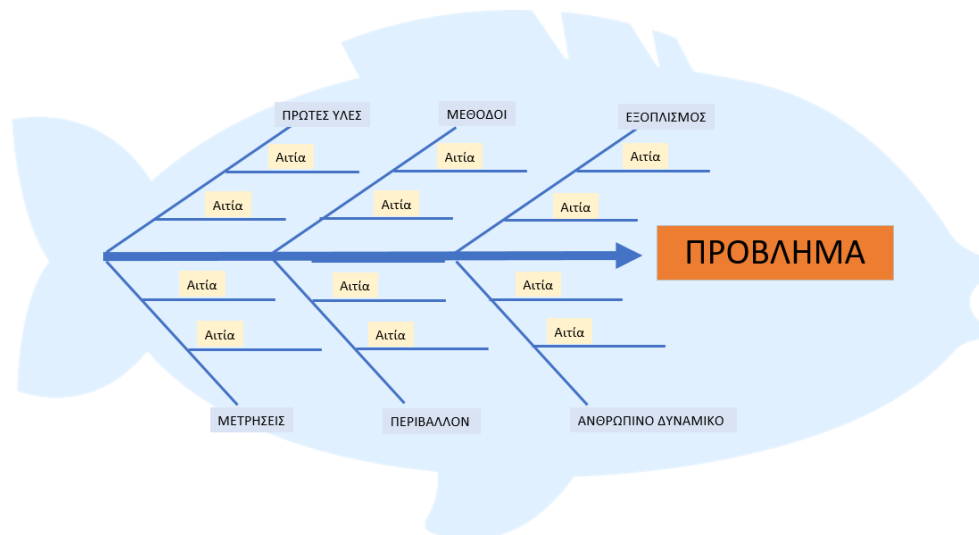 ΠΡΩΤΕΣ ΥΛΕΣ
ΜΕΘΟΔΟΙ
ΕΞΟΠΛΙΣΜΟΣ
Αιτία
Αιτία
Αιτία
Αιτία
Αιτία
Αιτία
ΠΡΟΒΛΗΜΑ
Αιτία
Αιτία
Αιτία
Αιτία
Αιτία
Αιτία
ΜΕΤΡΗΣΕΙΣ
ΠΕΡΙΒΑΛΛΟΝ
ΑΝΘΡΩΠΙΝΟ ΔΥΝΑΜΙΚΟ